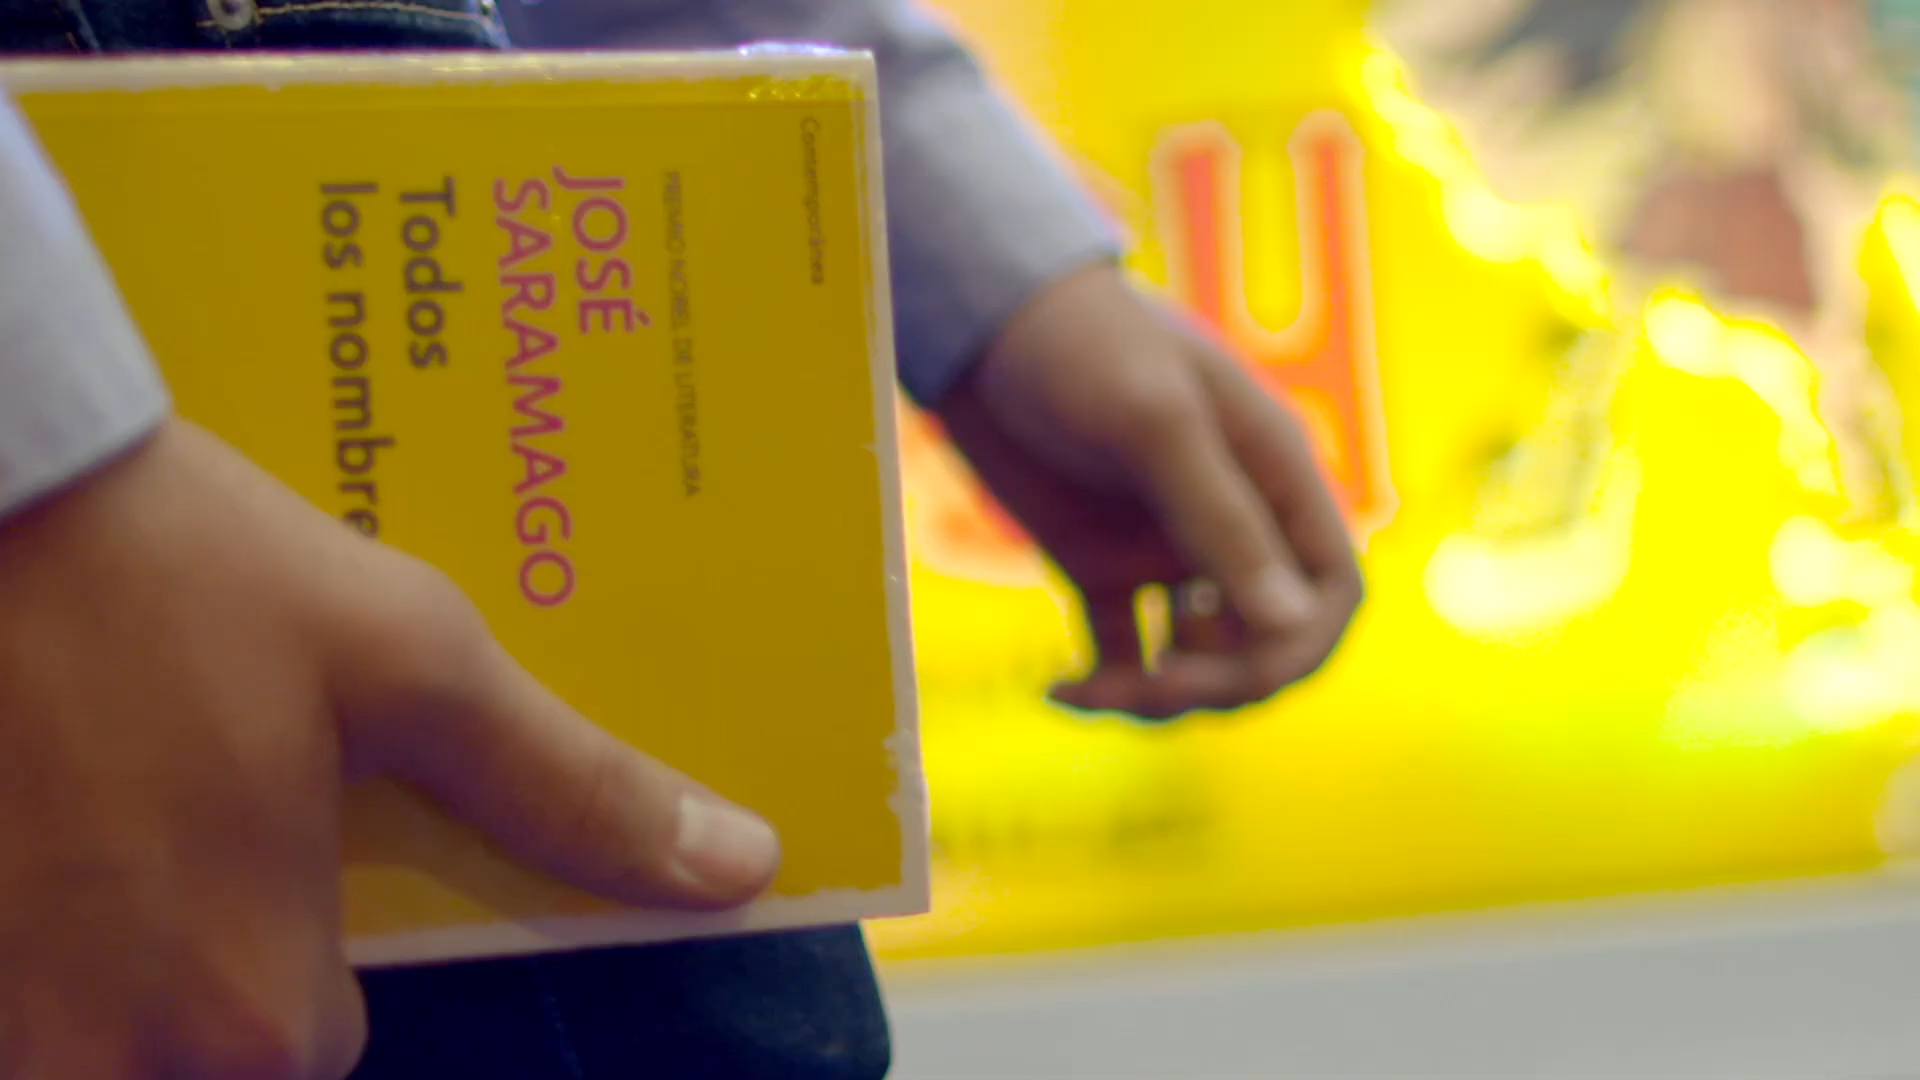 Contemporánea
PREMIO NOBEL DE LITERATURA
JOSÉ
SARAMAGO
Todos
los nombre